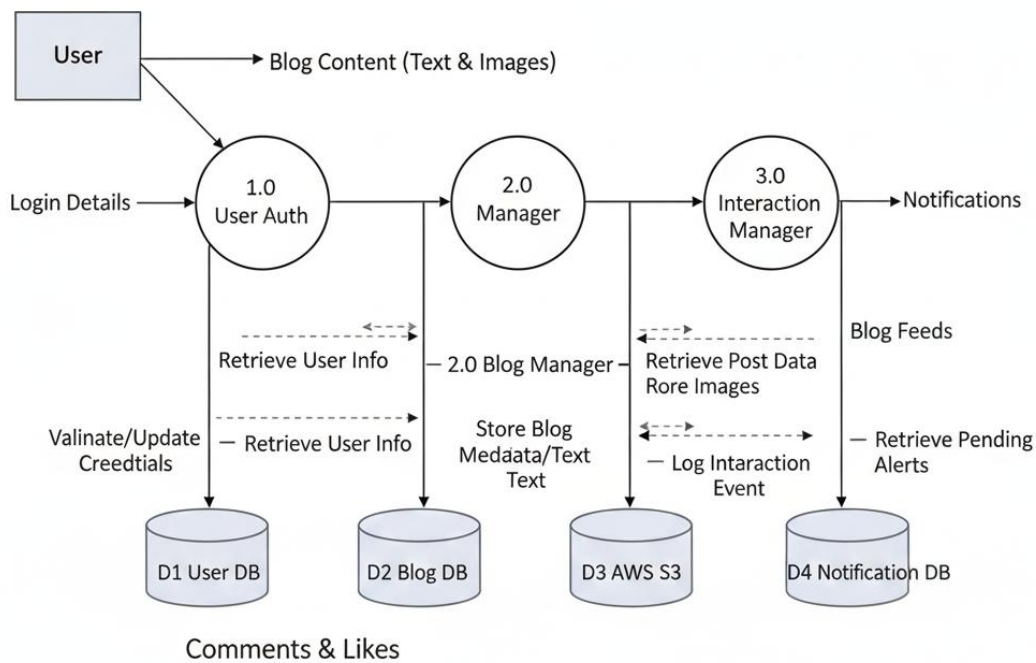 User
Blog Content (Text & Images)
Login Details
1.0
User Auth
2.0
Manager
3.0
Interaction
Manager
Notifications
Retrieve User Info
— 2.0 Blog Manager —
Retrieve Post Data
Rore Images
Blog Feeds
Valinate/Update
Creedtials
— Retrieve User Info
Store Blog
Medaata/Text
Text
— Log Intaraction
Event
— Retrieve Pending
Alerts
D1 User DB
D2 Blog DB
D3 AWS S3
D4 Notification DB
Comments & Likes